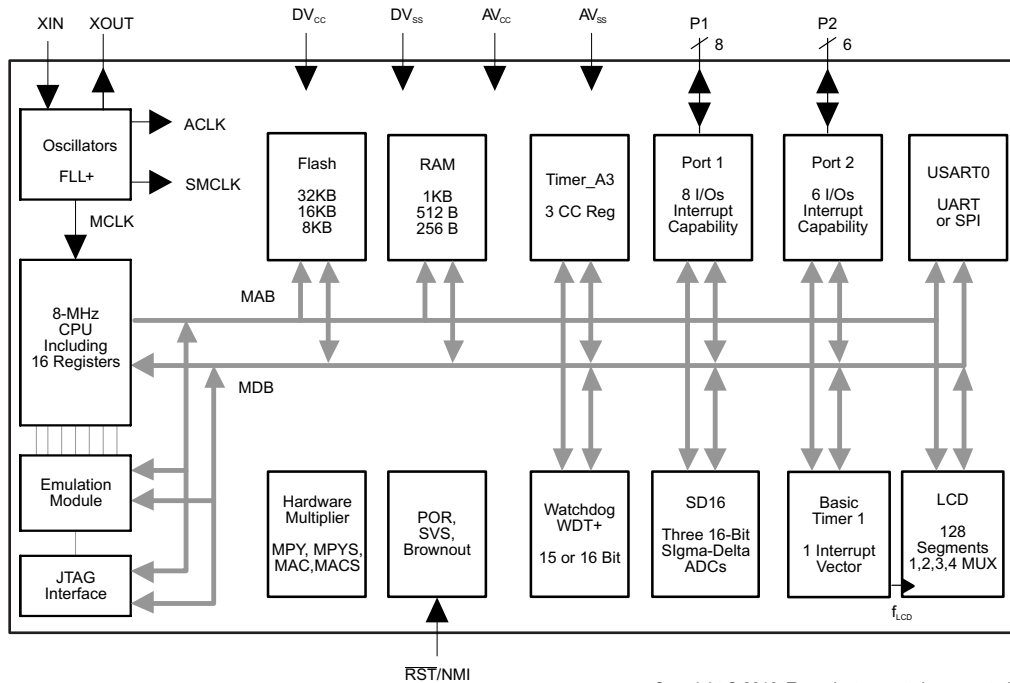 XIN XOUT DVCC DVSS AVCC AVSS P1 P2
8 6
Oscillators
FLL+
ACLK
SMCLK
MCLK
Flash
32KB
16KB
8KB
RAM
1KB
512 B
256 B
Timer_A3
3 CC Reg
Port 1
8 I/Os
Interrupt
Capability
Port 2
6 I/Os
Interrupt
Capability
USART0
UART
or SPI
MAB
8-MHz
CPU
Including
16 Registers
MDB
Emulation
Module
JTAG
Interface
Hardware
Multiplier
MPY, MPYS,
MAC,MACS
POR,
SVS,
Brownout
Watchdog
WDT+
15 or 16 Bit
SD16
Three 16-Bit
SIgma-Delta
ADCs
Basic
Timer 1
1 Interrupt
Vector
LCD
128
Segments
1,2,3,4 MUX
fLCD
RST/NMI